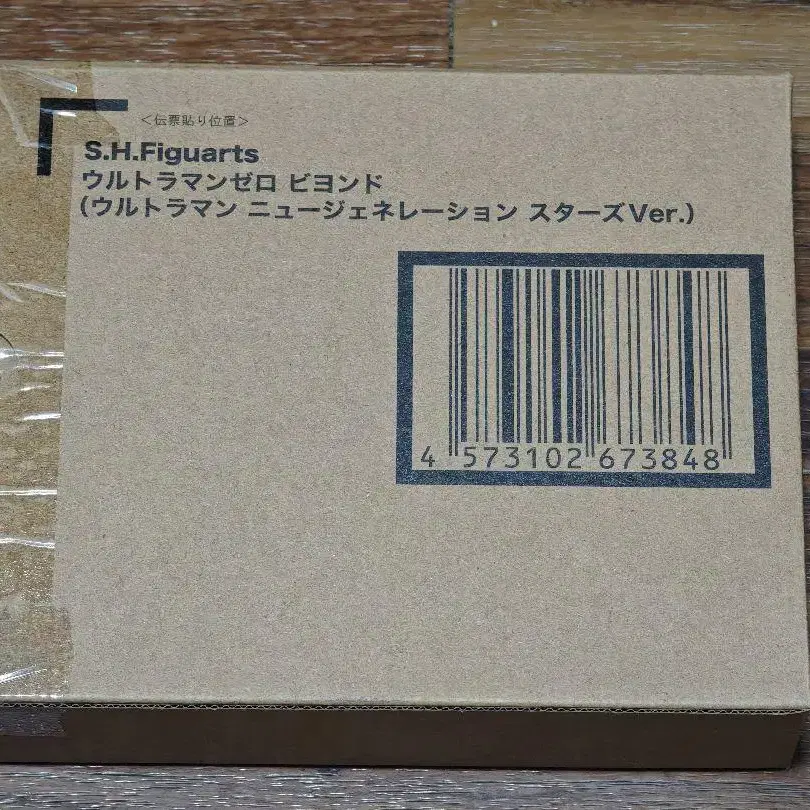 ＜伝票貼り位置＞
S.H.Figuarts
ウルトラマンゼロ ビヨンド
(ウルトラマン ニュージェネレーション スターズVer.)
4 573102 673848